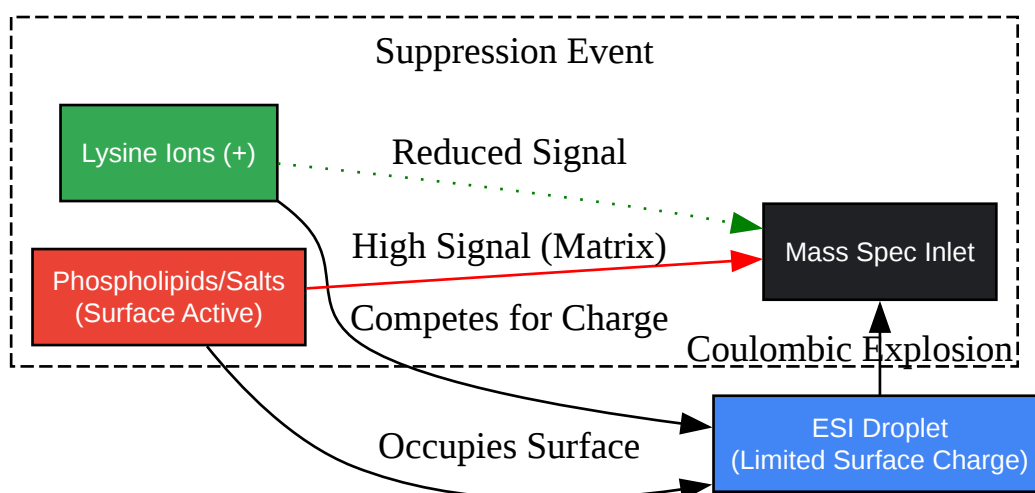 Suppression Event
Lysine Ions (+)
Reduced Signal
High Signal (Matrix)
Mass Spec Inlet
Phospholipids/Salts
(Surface Active)
Competes for Charge
Coulombic Explosion
Occupies Surface
ESI Droplet
(Limited Surface Charge)